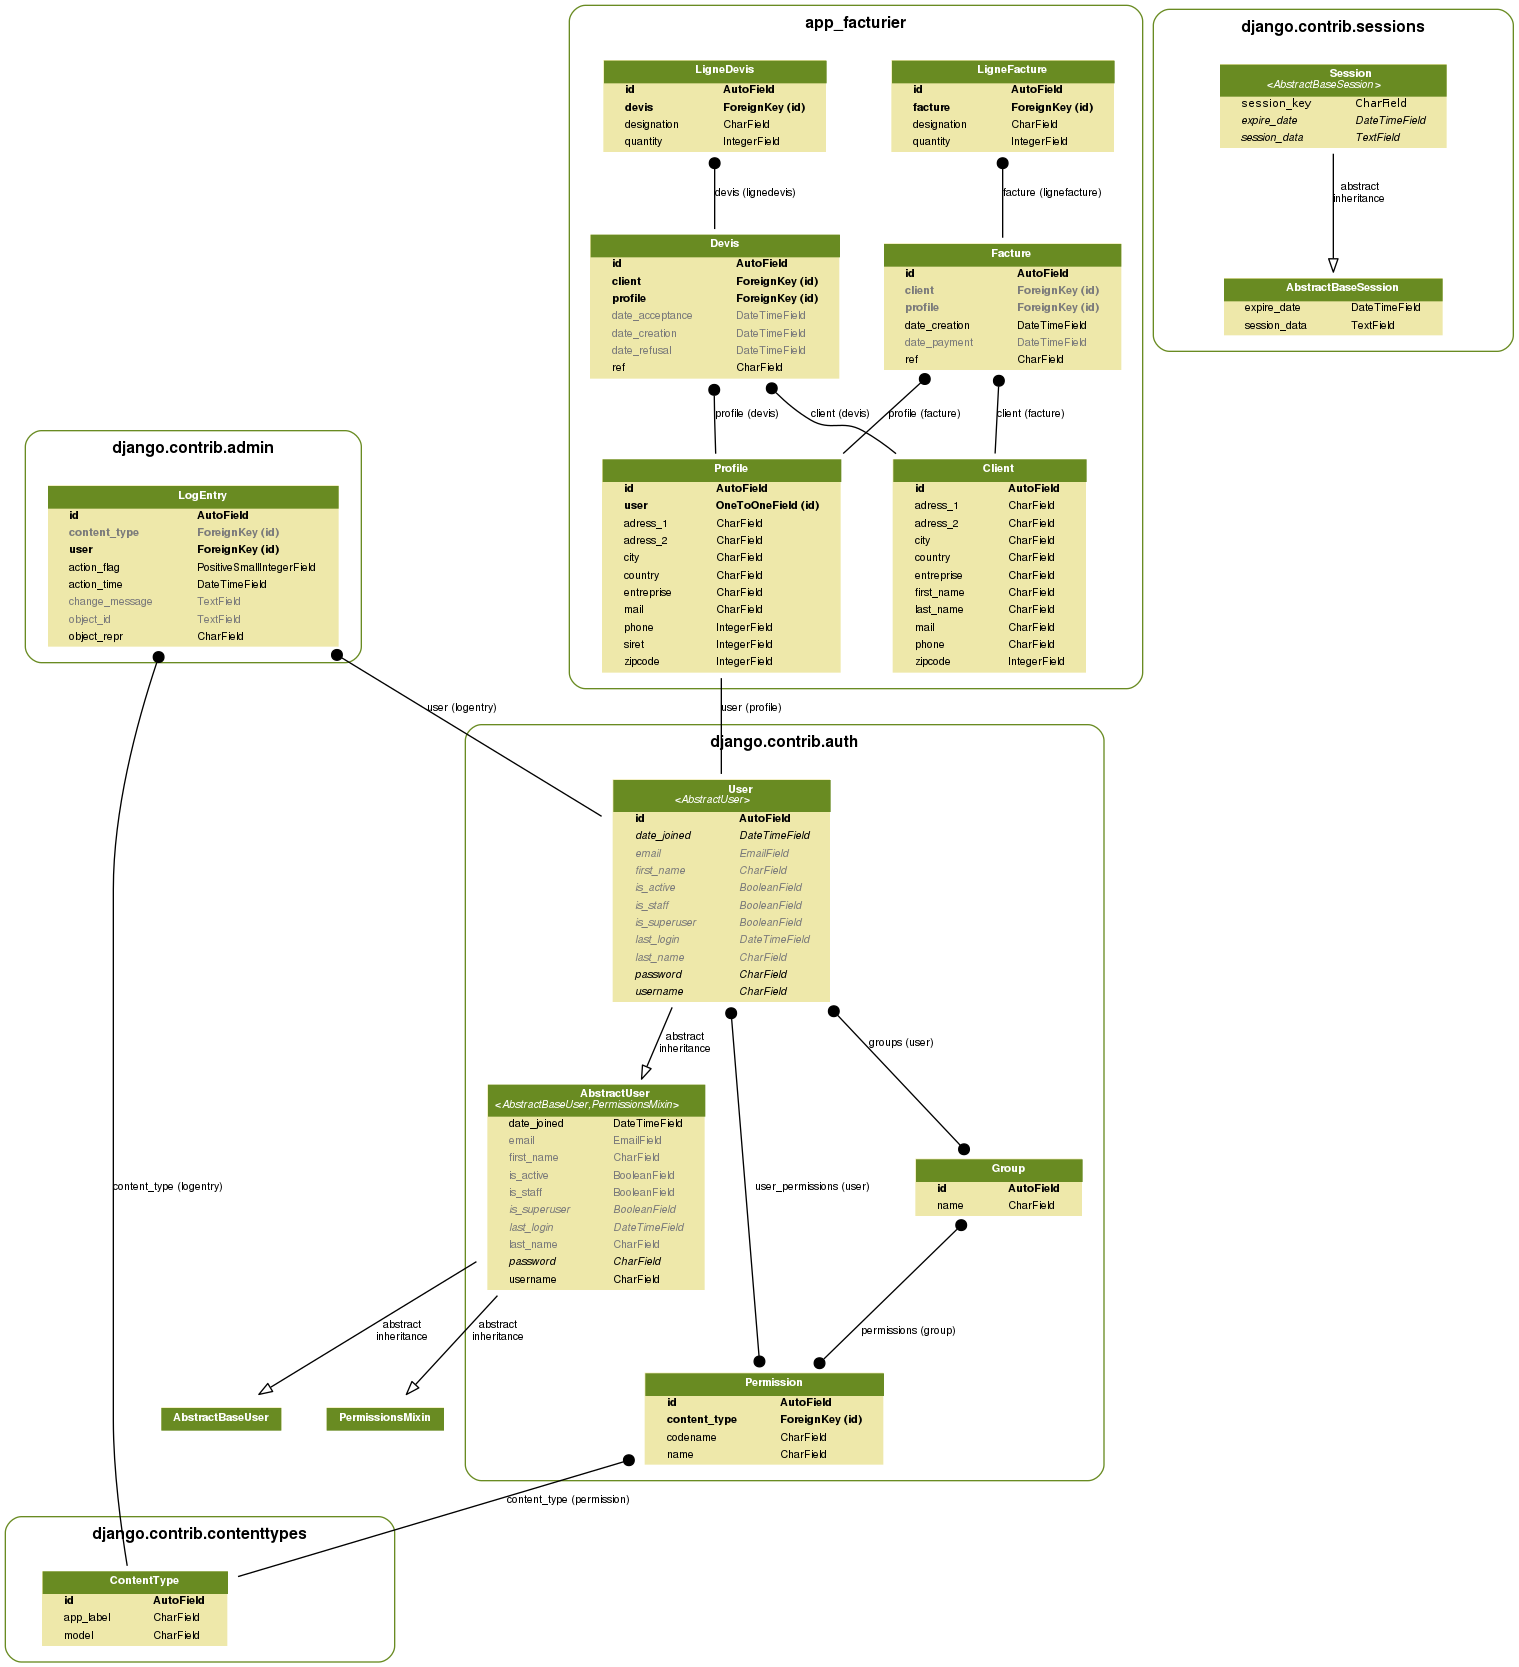 app_facturier
LigneDevis
id AutoField
devis ForeignKey (id)
designation CharField
quantity IntegerField
LigneFacture
id AutoField
facture ForeignKey (id)
designation CharField
quantity IntegerField
devis (lignedevis)
facture (lignefacture)
Devis
id AutoField
client ForeignKey (id)
profile ForeignKey (id)
date_acceptance DateTimeField
date_creation DateTimeField
date_refusal DateTimeField
ref CharField
Facture
id AutoField
client ForeignKey (id)
profile ForeignKey (id)
date_creation DateTimeField
date_payment DateTimeField
ref CharField
profile (devis)
client (devis)
profile (facture)
client (facture)
Profile
id AutoField
user OneToOneField (id)
adress_1 CharField
adress_2 CharField
city CharField
country CharField
entreprise CharField
mail CharField
phone IntegerField
siret IntegerField
zipcode IntegerField
Client
id AutoField
adress_1 CharField
adress_2 CharField
city CharField
country CharField
entreprise CharField
first_name CharField
last_name CharField
mail CharField
phone CharField
zipcode IntegerField
django.contrib.sessions
Session
<AbstractBaseSession>
session_key CharField
expire_date DateTimeField
session_data TextField
abstract
inheritance
AbstractBaseSession
expire_date DateTimeField
session_data TextField
django.contrib.admin
LogEntry
id AutoField
content_type ForeignKey (id)
user ForeignKey (id)
action_flag PositiveSmallIntegerField
action_time DateTimeField
change_message TextField
object_id TextField
object_repr CharField
user (logentry)
user (profile)
django.contrib.auth
User
<AbstractUser>
id AutoField
date_joined DateTimeField
email EmailField
first_name CharField
is_active BooleanField
is_staff BooleanField
is_superuser BooleanField
last_login DateTimeField
last_name CharField
password CharField
username CharField
abstract
inheritance
groups (user)
AbstractUser
<AbstractBaseUser,PermissionsMixin>
date_joined DateTimeField
email EmailField
first_name CharField
is_active BooleanField
is_staff BooleanField
is_superuser BooleanField
last_login DateTimeField
last_name CharField
password CharField
username CharField
content_type (logentry)
user_permissions (user)
Group
id AutoField
name CharField
abstract
inheritance
abstract
inheritance
permissions (group)
AbstractBaseUser
PermissionsMixin
Permission
id AutoField
content_type ForeignKey (id)
codename CharField
name CharField
content_type (permission)
django.contrib.contenttypes
ContentType
id AutoField
app_label CharField
model CharField